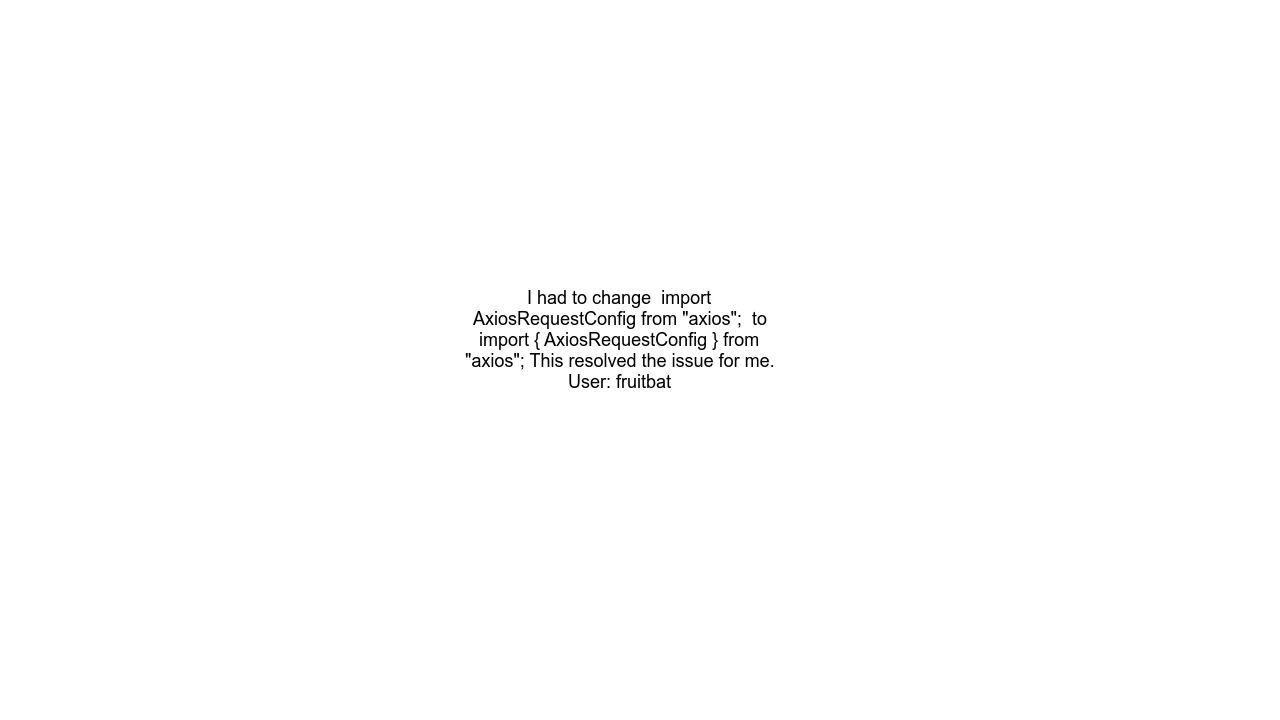 I had to change  import
AxiosRequestConfig from "axios";  to
import { AxiosRequestConfig } from
"axios"; This resolved the issue for me.
User: fruitbat